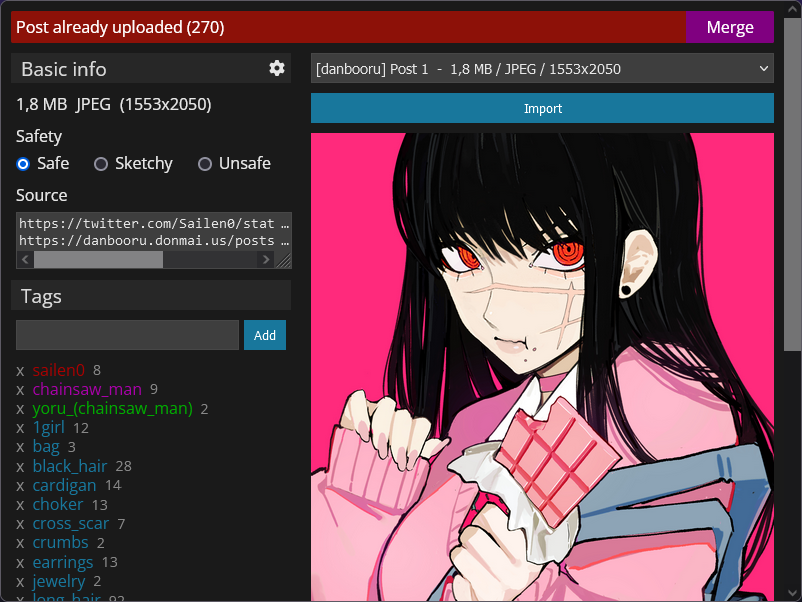 Post already uploaded (270)
Merge
Basic info
1,8 MB JPEG (1553x2050)
Safety
Safe
Sketchy
Unsafe
Source
https://twitter.com/Sailen0/stat …
https://danbooru.donmai.us/posts …
Tags
Add
x sailen0 8
x chainsaw_man 9
x yoru_(chainsaw_man) 2
x 1girl 12
x bag 3
x black_hair 28
x cardigan 14
x choker 13
x cross_scar 7
x crumbs 2
x earrings 13
x jewelry 2
x long_hair 92
[danbooru] Post 1 - 1,8 MB / JPEG / 1553x2050
Import